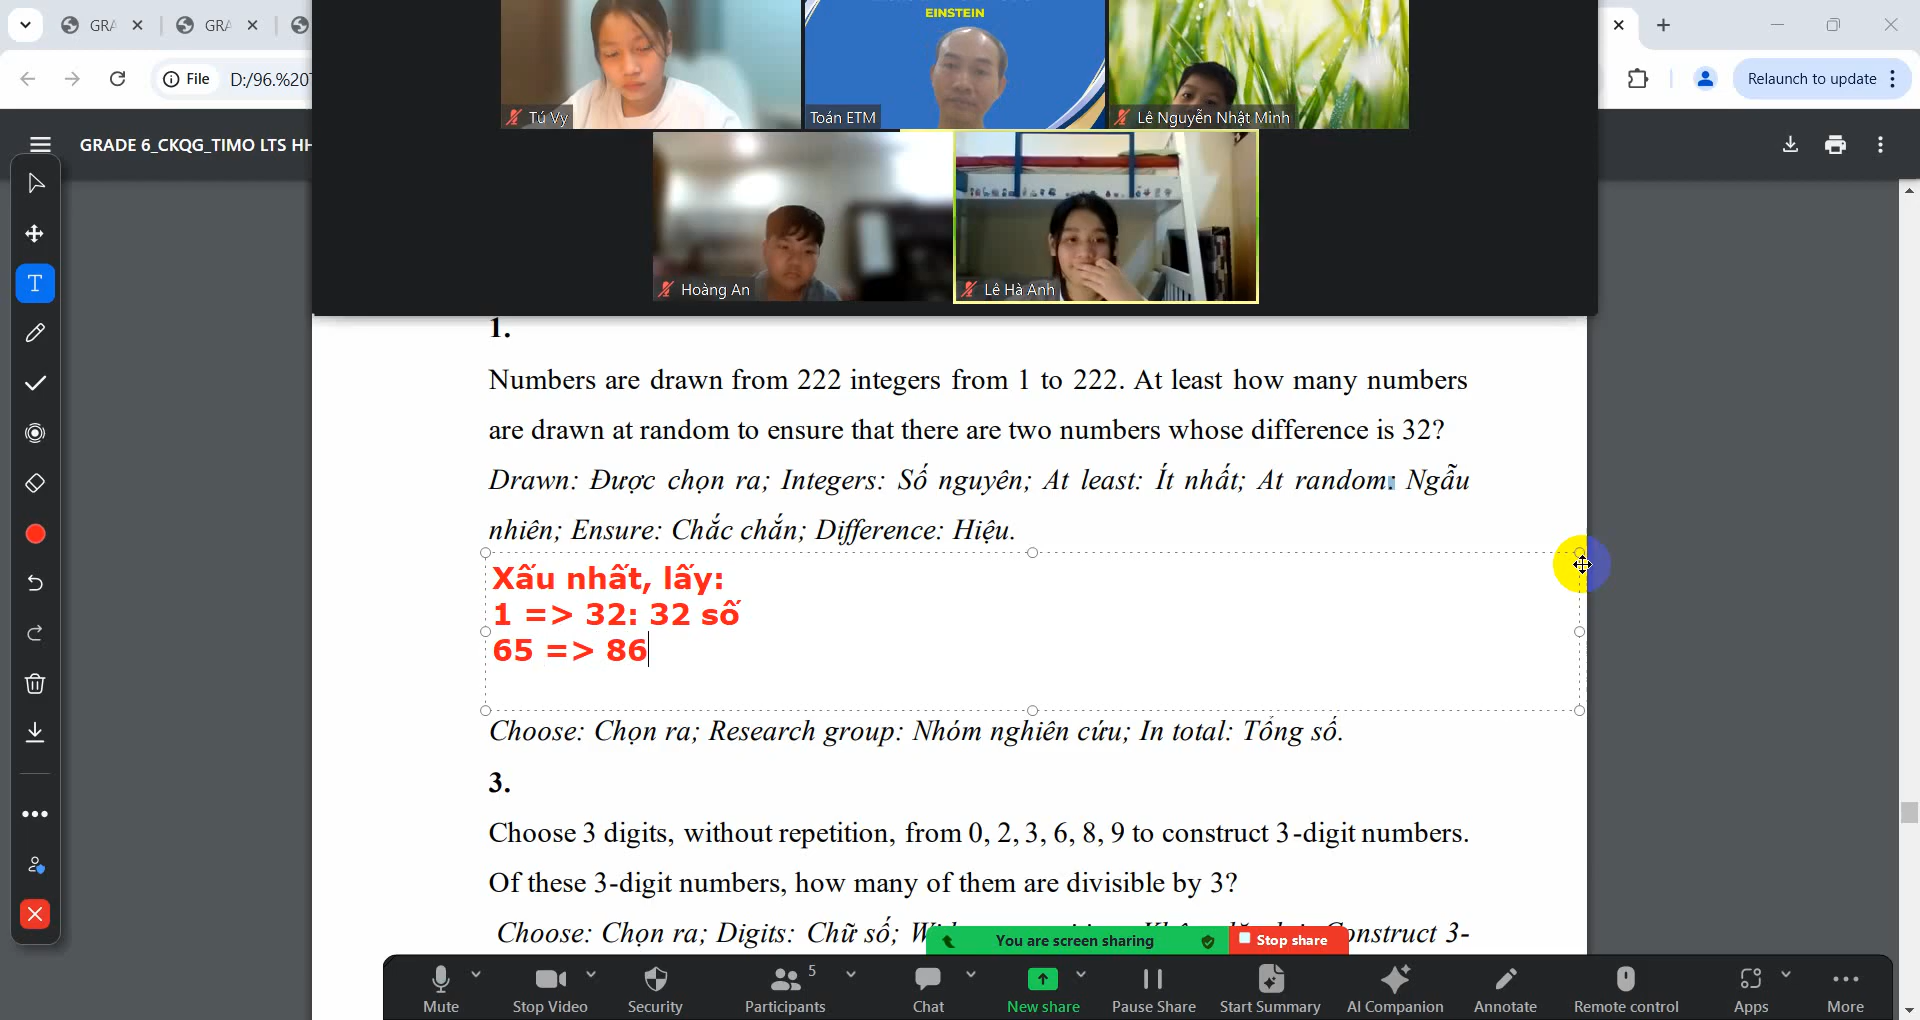 GRA
GRA
EINSTEIN
File
D:/96.%20
Relaunch to update
Tú Vy
Toán ETM
Lê Nguyễn Nhật Minh
GRADE 6_CKQG_TIMO LTS HH
Hoàng An
Lê Hà Anh
1.
Numbers are drawn from 222 integers from 1 to 222. At least how many numbers
are drawn at random to ensure that there are two numbers whose difference is 32?
Drawn: Được chọn ra; Integers: Số nguyên; At least: Ít nhất; At random: Ngẫu
nhiên; Ensure: Chắc chắn; Difference: Hiệu.
Xấu nhất, lấy:
1 => 32: 32 số
65 => 86
Choose: Chọn ra; Research group: Nhóm nghiên cứu; In total: Tổng số.
3.
Choose 3 digits, without repetition, from 0, 2, 3, 6, 8, 9 to construct 3-digit numbers.
Of these 3-digit numbers, how many of them are divisible by 3?
Choose: Chọn ra; Digits: Chữ số; Construct 3-
You are screen sharing
Stop share
Mute
Stop Video
Security
5
Participants
Chat
New share
Pause Share
Start Summary
AI Companion
Annotate
Remote control
Apps
More